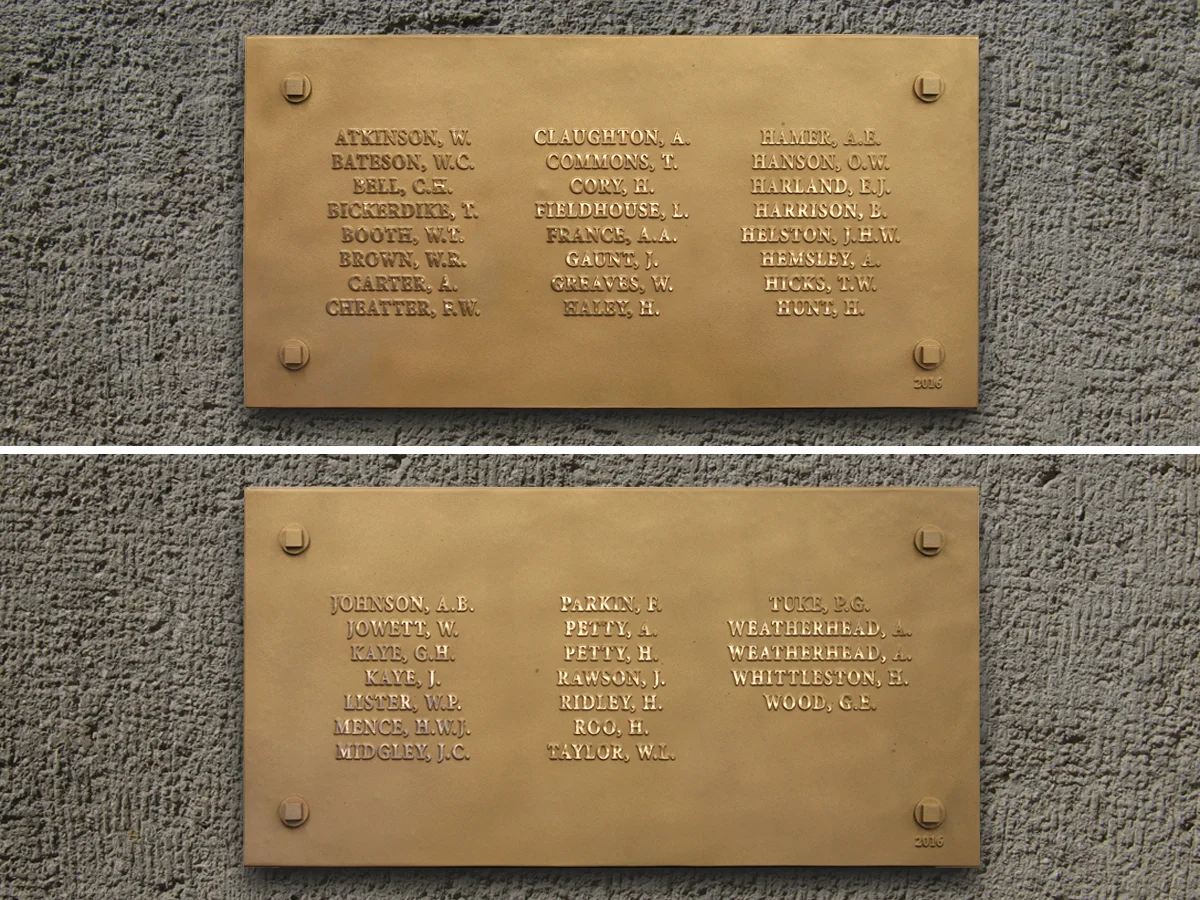 ATKINSON, W.
BATESON, W.C.
BELL, C.H.
BICKERDIKE, T.
BOOTH, W.T.
BROWN, W.R.
CARTER, A.
CHEATTER, F.W.
CLAUGHTON, A.
COMMONS, T.
CORY, H.
FIELDHOUSE, L.
FRANCE, A.A.
GAUNT, J.
GREAVES, W.
HALEY, H.
HAMER, A.E.
HANSON, O.W.
HARLAND, E.J.
HARRISON, B.
HELSTON, J.H.W.
HEMSLEY, A.
HICKS, T.W.
HUNT, H.
2016
JOHNSON, A.B.
JOWETT, W.
KAYE, G.H.
KAYE, J.
LISTER, W.P.
MENCE, H.W.J.
MIDGLEY, J.C.
PARKIN, F.
PETTY, A.
PETTY, H.
RAWSON, J.
RIDLEY, H.
ROO, H.
TAYLOR, W.L.
TUKE, P.G.
WEATHERHEAD, A.
WEATHERHEAD, A.
WHITTLESTON, H.
WOOD, G.E.
2016